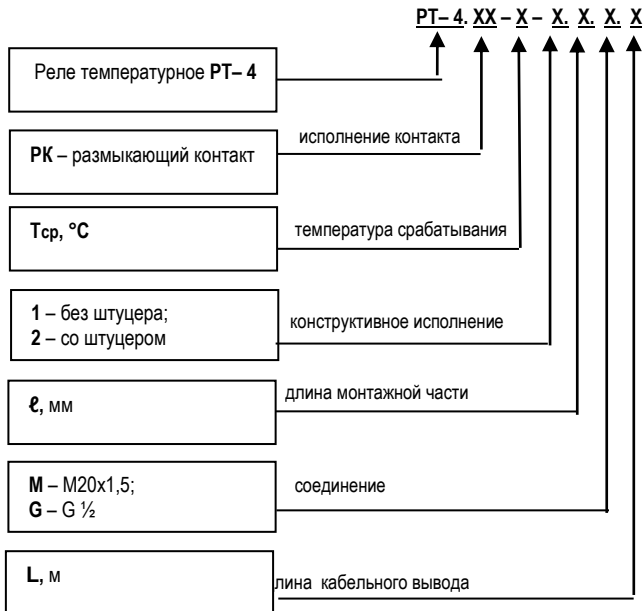 РТ– 4. ХХ – Х – Х. Х. Х. Х
Реле температурное РТ– 4
исполнение контакта
РК – размыкающий контакт
Тср, °С
температура срабатывания
1 – без штуцера;
2 – со штуцером
конструктивное исполнение
ℓ, мм
длина монтажной части
М – М20х1,5;
G – G ½
соединение
L, м
лина кабельного вывода